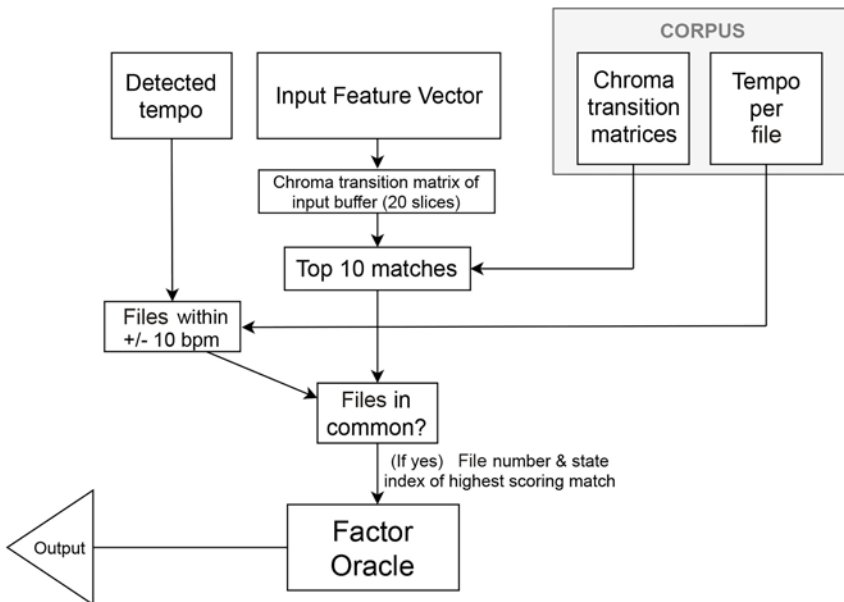 CORPUS
Detected
tempo
Input Feature Vector
Chroma
transition
matrices
Tempo
per
file
Chroma transition matrix of
input buffer (20 slices)
Top 10 matches
Files within
+/- 10 bpm
Files in
common?
(If yes) File number & state
index of highest scoring match
Factor
Oracle
Output